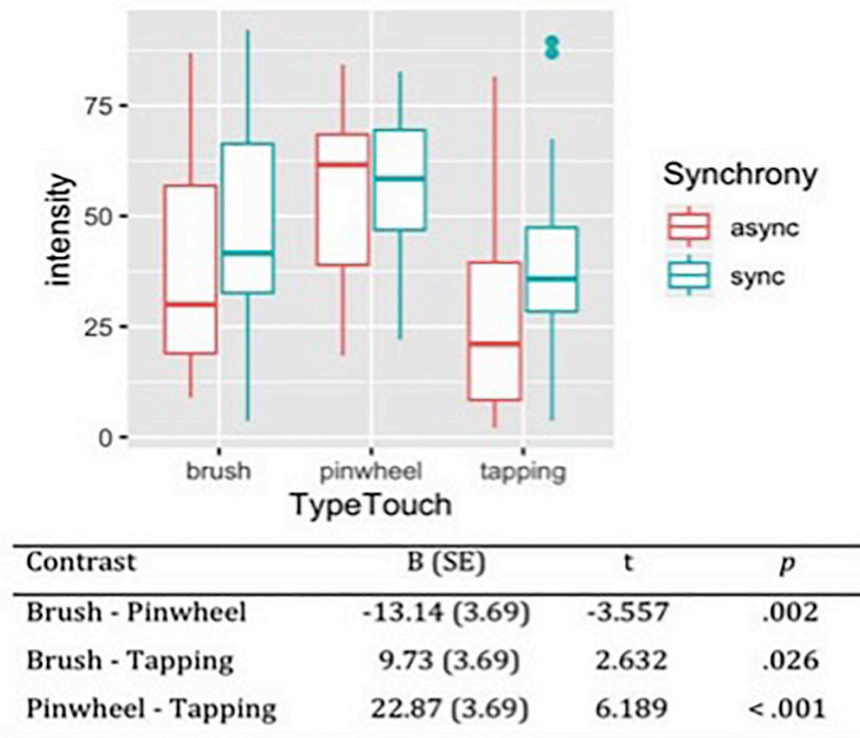 75
50
25
0
intensity
brush pinwheel tapping
TypeTouch
Synchrony
async
sync
Contrast B (SE) t p
Brush - Pinwheel -13.14 (3.69) -3.557 .002
Brush - Tapping 9.73 (3.69) 2.632 .026
Pinwheel - Tapping 22.87 (3.69) 6.189 < .001